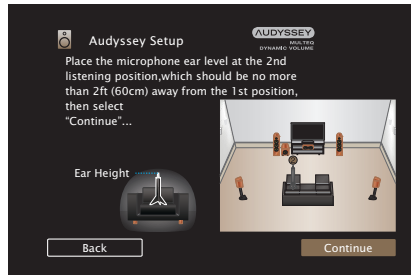 Audyssey Setup
AUDYSSEY
MULTEQ
DYNAMIC VOLUME
Place the microphone ear level at the 2nd
listening position,which should be no more
than 2ft (60cm) away from the 1st position,
then select
“Continue”...
Ear Height
Back
Continue